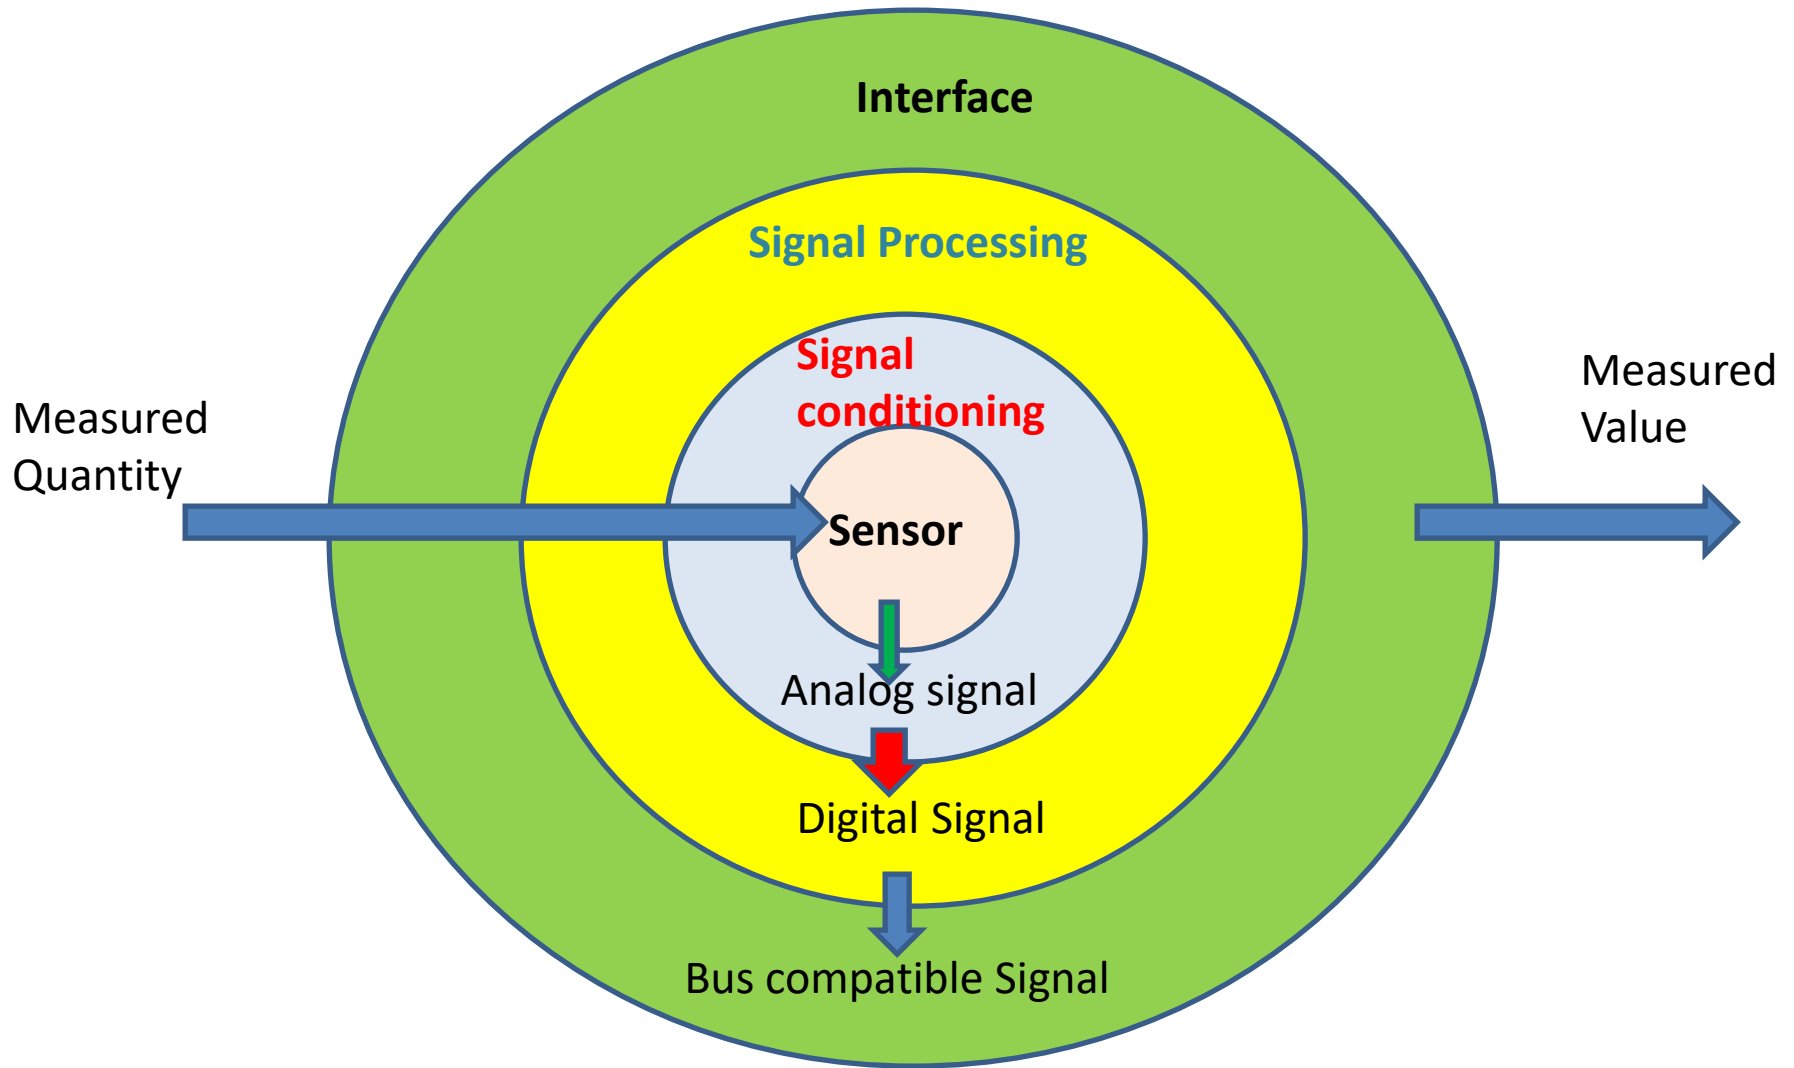 Interface
Signal Processing
Signal
conditioning
Measured
Quantity
Sensor
Measured
Value
Analog signal
Digital Signal
Bus compatible Signal